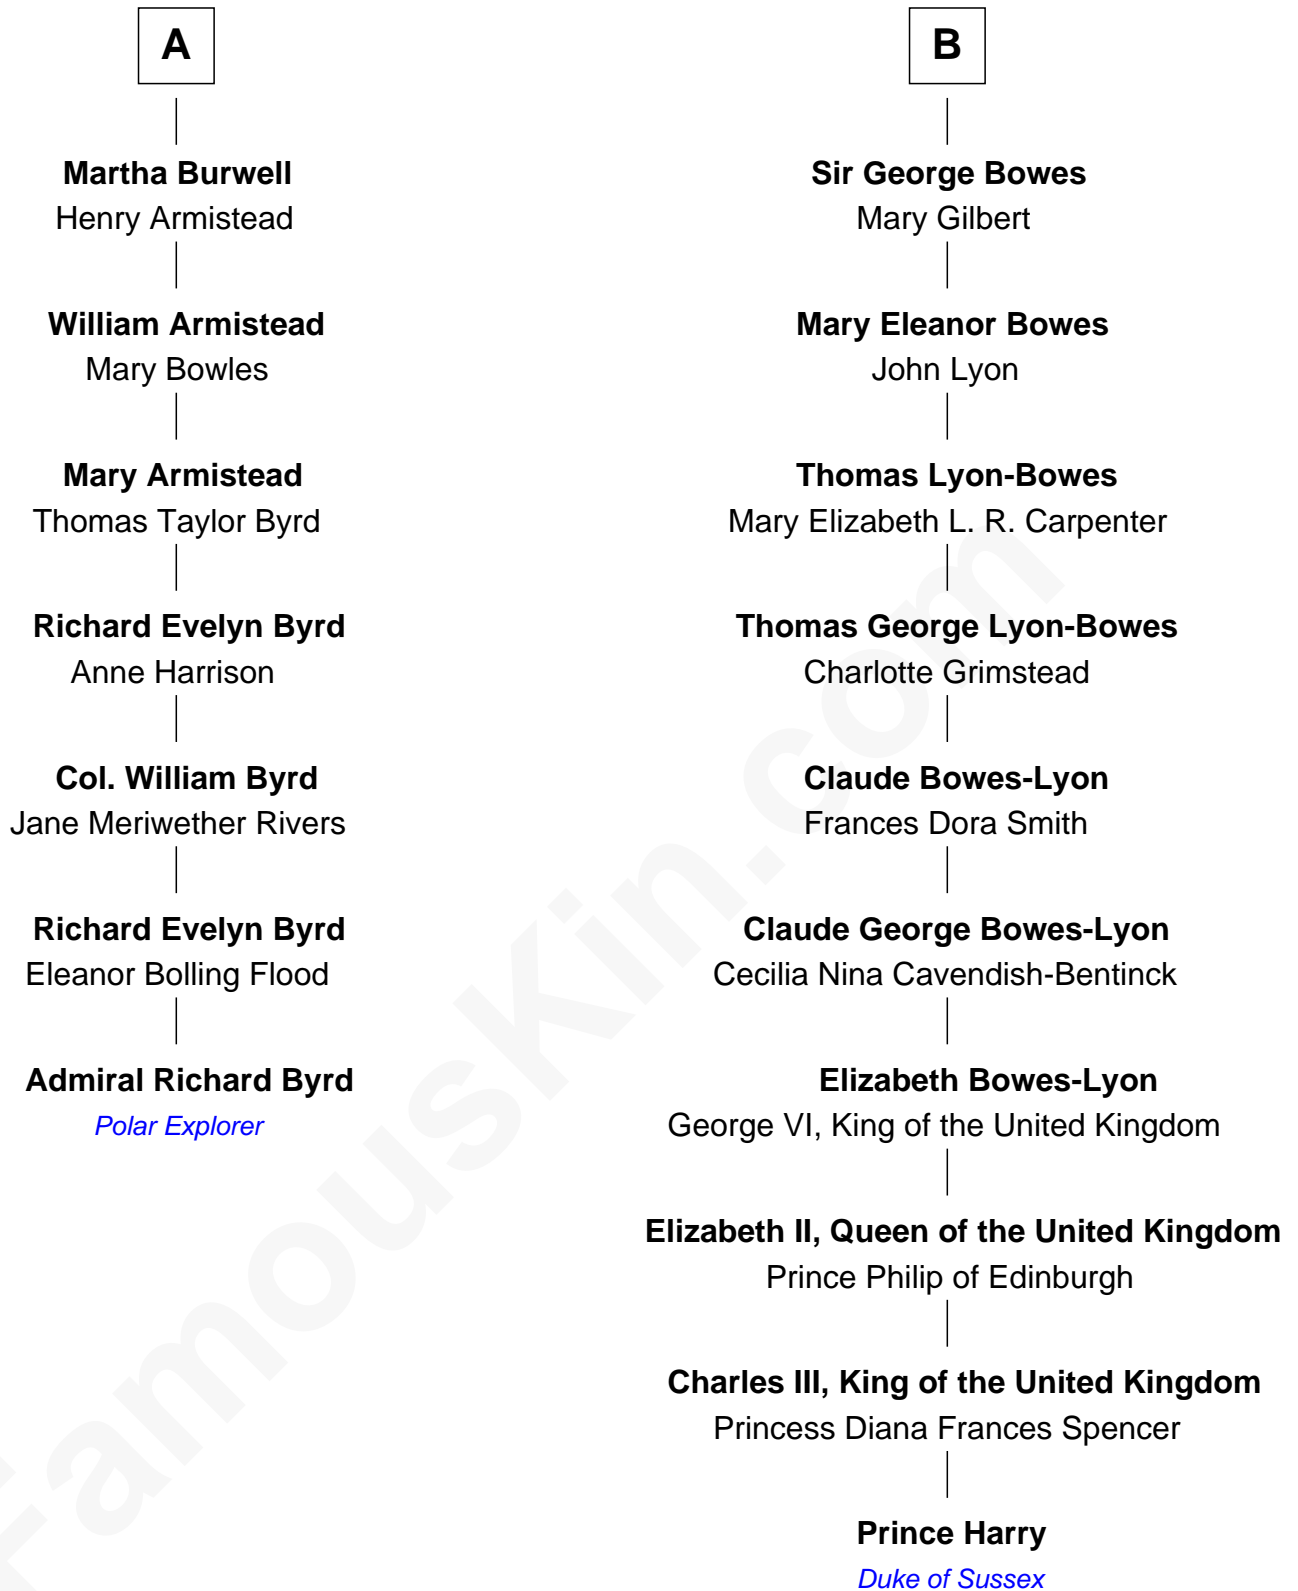 A
Martha Burwell
Henry Armistead
William Armistead
Mary Bowles
Mary Armistead
Thomas Taylor Byrd
Richard Evelyn Byrd
Anne Harrison
Col. William Byrd
Jane Meriwether Rivers
Richard Evelyn Byrd
Eleanor Bolling Flood
Admiral Richard Byrd
Polar Explorer
B
Sir George Bowes
Mary Gilbert
Mary Eleanor Bowes
John Lyon
Thomas Lyon-Bowes
Mary Elizabeth L. R. Carpenter
Thomas George Lyon-Bowes
Charlotte Grimstead
Claude Bowes-Lyon
Frances Dora Smith
Claude George Bowes-Lyon
Cecilia Nina Cavendish-Bentinck
Elizabeth Bowes-Lyon
George VI, King of the United Kingdom
Elizabeth II, Queen of the United Kingdom
Prince Philip of Edinburgh
Charles III, King of the United Kingdom
Princess Diana Frances Spencer
Prince Harry
Duke of Sussex
FamousKin.com